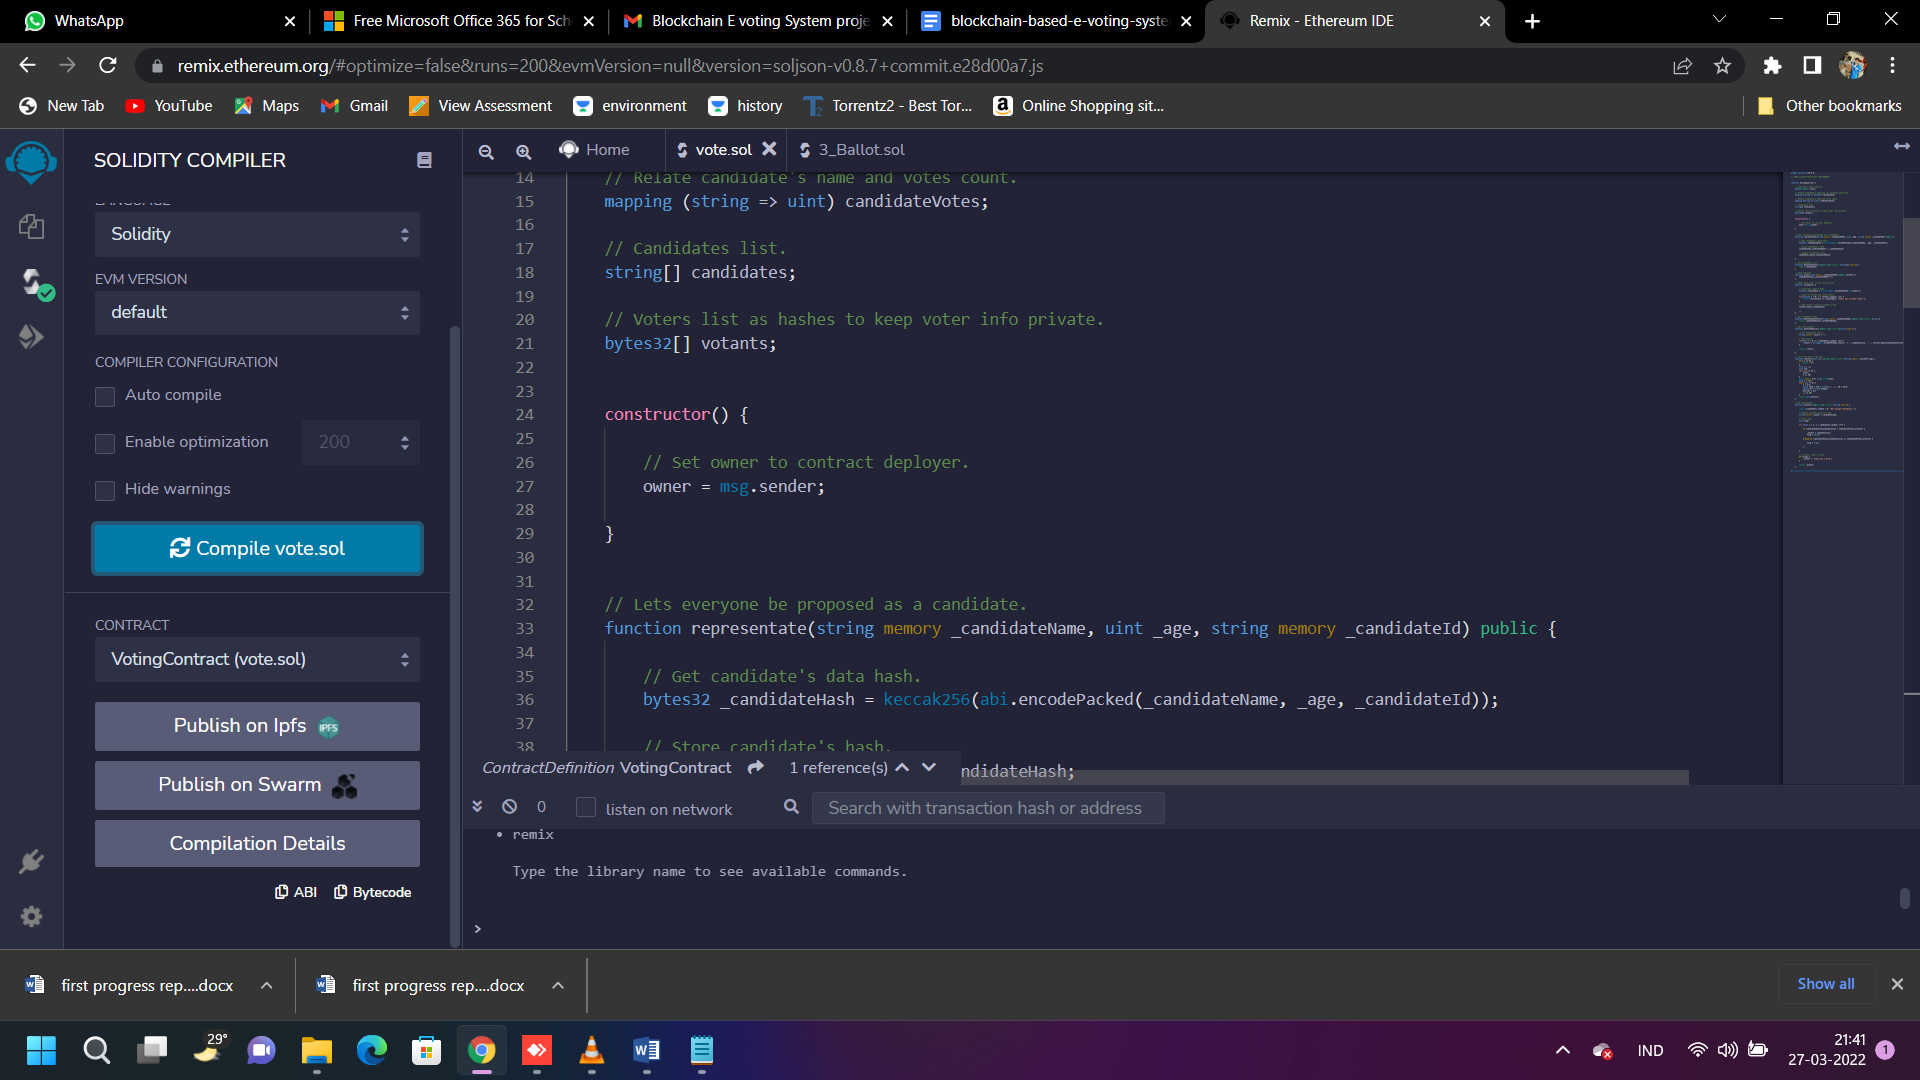 WhatsApp
Free Microsoft Office 365 for Sch
Blockchain E voting System proje
blockchain-based-e-voting-syste
Remix - Ethereum IDE
remix.ethereum.org/#optimize=false&runs=200&evmVersion=null&version=soljson-v0.8.7+commit.e28d00a7.js
New Tab
YouTube
Maps
Gmail
View Assessment
environment
history
Torrentz2 - Best Tor...
Online Shopping sit...
Other bookmarks
SOLIDITY COMPILER
LANGUAGE
Solidity
EVM VERSION
default
COMPILER CONFIGURATION
Auto compile
Enable optimization
200
Hide warnings
Compile vote.sol
CONTRACT
VotingContract (vote.sol)
Publish on Ipfs IPFS
Publish on Swarm
Compilation Details
ABI
Bytecode
Home
vote.sol
3_Ballot.sol
14 // Relate candidate's name and votes count.
15 mapping (string => uint) candidateVotes;
16
17 // Candidates list.
18 string[] candidates;
19
20 // Voters list as hashes to keep voter info private.
21 bytes32[] votants;
22
23
24 constructor() {
25
26 // Set owner to contract deployer.
27 owner = msg.sender;
28
29 }
30
31
32 // Lets everyone be proposed as a candidate.
33 function representate(string memory _candidateName, uint _age, string memory _candidateId) public {
34
35 // Get candidate's data hash.
36 bytes32 _candidateHash = keccak256(abi.encodePacked(_candidateName, _age, _candidateId));
37
38 // Store candidate's hash.
ndidateHash;
ContractDefinition VotingContract 1 reference(s)
0 listen on network
Search with transaction hash or address
• remix
Type the library name to see available commands.
>
first progress rep....docx
first progress rep....docx
Show all
29°
IND
21:41
27-03-2022
1